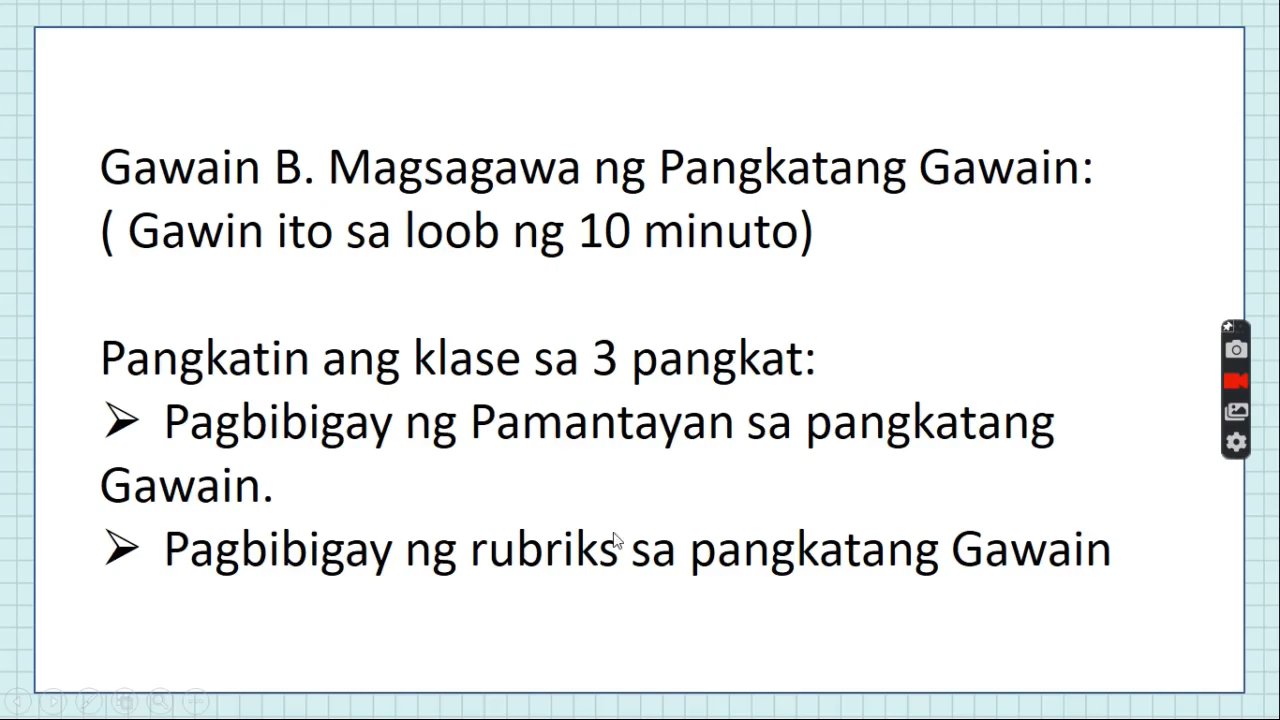 Gawain B. Magsagawa ng Pangkatang Gawain:
( Gawin ito sa loob ng 10 minuto)
Pangkatin ang klase sa 3 pangkat:
➢ Pagbibigay ng Pamantayan sa pangkatang
Gawain.
➢ Pagbibigay ng rubriks sa pangkatang Gawain